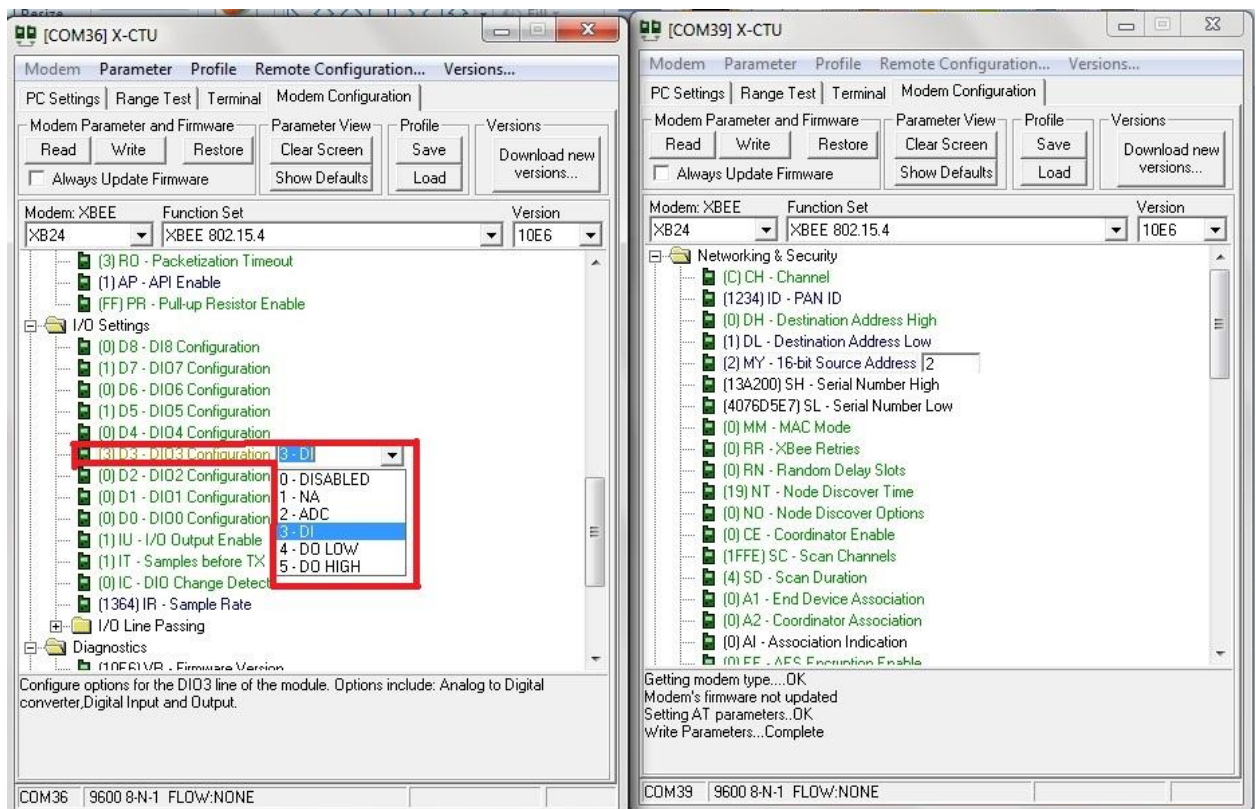 [COM36] X-CTU
Modem Parameter Profile Remote Configuration... Versions...
PC Settings Range Test Terminal Modem Configuration
Modem Parameter and Firmware Parameter View Profile Versions
Read Write Restore Clear Screen Save Download new versions...
Always Update Firmware Show Defaults Load
Modem: XBEE Function Set Version
XB24 XBEE 802.15.4 10E6
(3) RO - Packetization Timeout
(1) AP - API Enable
(FF) PR - Pull-up Resistor Enable
I/O Settings
(0) D8 - DI8 Configuration
(1) D7 - DIO7 Configuration
(0) D6 - DIO6 Configuration
(1) D5 - DIO5 Configuration
(0) D4 - DIO4 Configuration
(3) D3 - DIO3 Configuration 3 - DI
(0) D2 - DIO2 Configuration
(0) D1 - DIO1 Configuration
(0) D0 - DIO0 Configuration
(1) IU - I/O Output Enable
(1) IT - Samples before TX
(0) IC - DIO Change Detect
0 - DISABLED
1 - NA
2 - ADC
3 - DI
4 - DO LOW
5 - DO HIGH
(1364) IR - Sample Rate
I/O Line Passing
Diagnostics
(10E6) VR - Firmware Version
Configure options for the DIO3 line of the module. Options include: Analog to Digital
converter,Digital Input and Output.
COM36 9600 8-N-1 FLOW:NONE
[COM39] X-CTU
Modem Parameter Profile Remote Configuration... Versions...
PC Settings Range Test Terminal Modem Configuration
Modem Parameter and Firmware Parameter View Profile Versions
Read Write Restore Clear Screen Save Download new versions...
Always Update Firmware Show Defaults Load
Modem: XBEE Function Set Version
XB24 XBEE 802.15.4 10E6
Networking & Security
(C) CH - Channel
(1234) ID - PAN ID
(0) DH - Destination Address High
(1) DL - Destination Address Low
(2) MY - 16-bit Source Address 2
(13A200) SH - Serial Number High
(4076D5E7) SL - Serial Number Low
(0) MM - MAC Mode
(0) RR - XBee Retries
(0) RN - Random Delay Slots
(19) NT - Node Discover Time
(0) NO - Node Discover Options
(0) CE - Coordinator Enable
(1FFE) SC - Scan Channels
(4) SD - Scan Duration
(0) A1 - End Device Association
(0) A2 - Coordinator Association
(0) AI - Association Indication
(0) EE - AES Encryption Enable
Getting modem type....OK
Modem's firmware not updated
Setting AT parameters..OK
Write Parameters...Complete
COM39 9600 8-N-1 FLOW:NONE